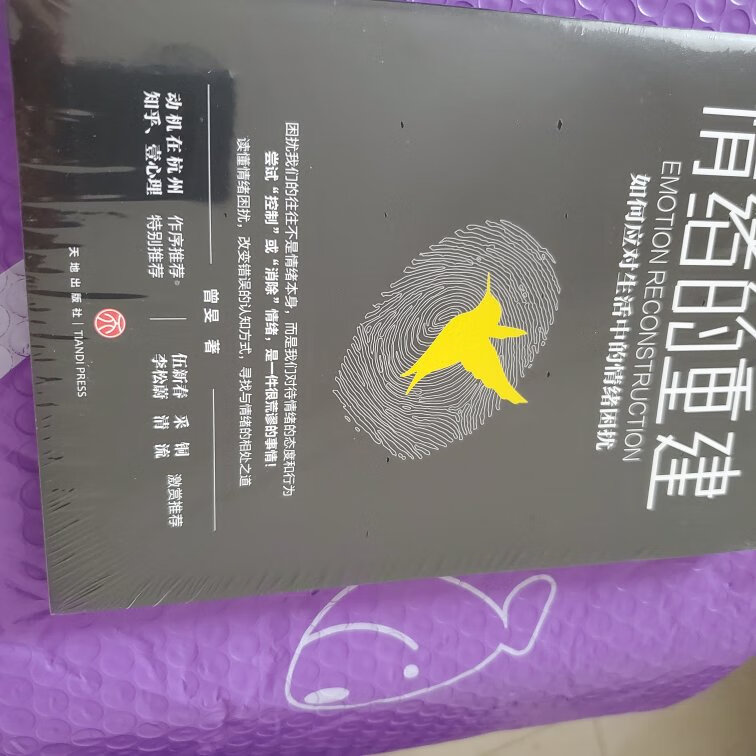 情绪的重建
EMOTION RECONSTRUCTION
如何应对生活中的情绪困扰
困扰我们的往往不是情绪本身，而是我们对待情绪的态度和行为
尝试“控制”或“消除”情绪，是一件很荒谬的事情！
读懂情绪困扰，改变错误的认知方式，寻找与情绪的相处之道
曾旻 著
动机在杭州 作序推荐
知乎、壹心理 特别推荐
伍新春 采铜
李松蔚 清流
激赏推荐
天地出版社 | TIANDI PRESS